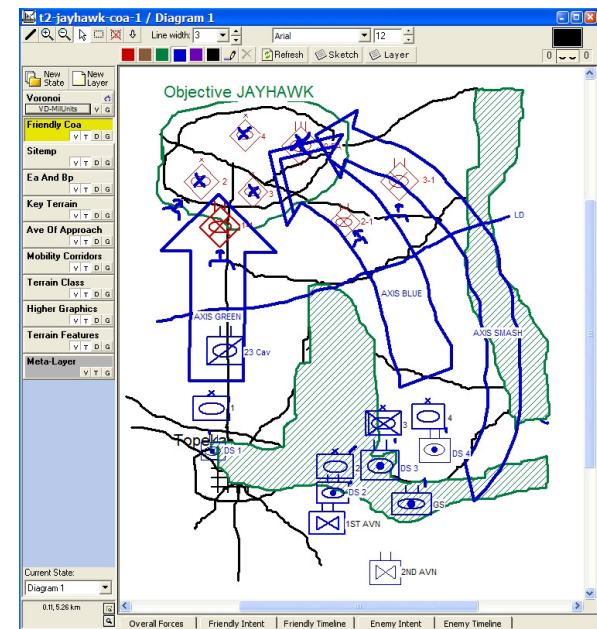 t2-jayhawk-coa-1 / Diagram 1
Line width: 3
Arial
12
Refresh
Sketch
Layer
0
0
New State
New Layer
Voronoi
VD-MilUnits V G
Friendly Coa
V T D G
Sitemp
V T D G
Ea And Bp
V T D G
Key Terrain
V T D G
Ave Of Approach
V T D G
Mobility Corridors
V T D G
Terrain Class
V T D G
Higher Graphics
V T D G
Terrain Features
V T D G
Meta-Layer
V T G
Current State:
Diagram 1
0.11, 5.26 km
Objective JAYHAWK
4
2
3
3-1
2-1
LD
AXIS BLUE
AXIS GREEN
AXIS SMASH
23 Cav
1
4
3
Topeka
DS 1
DS 4
2
DS 3
DS 2
GS
1ST AVN
2ND AVN
Overall Forces
Friendly Intent
Friendly Timeline
Enemy Intent
Enemy Timeline